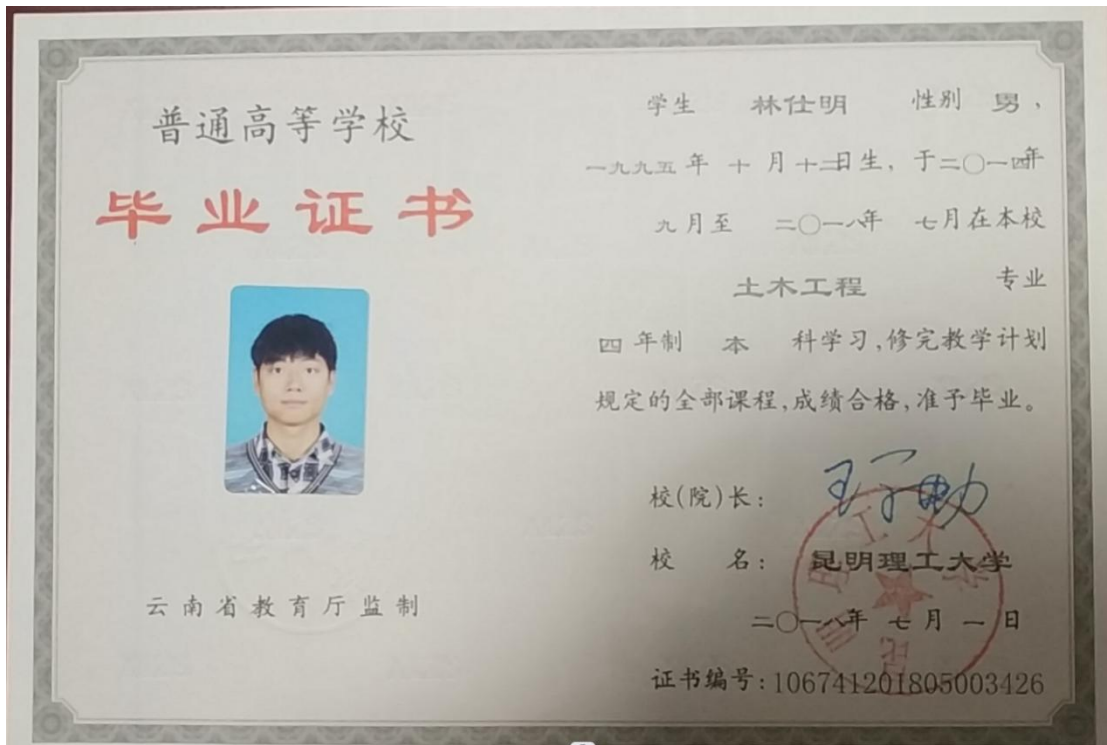 普通高等学校
毕业证书
云南省教育厅监制
学生 林仕明 性别 男，
一九九五年 十月十二日生，于二〇一四年
九月至 二〇一八年 七月在本校
土木工程 专业
四年制 本 科学习，修完教学计划
规定的全部课程，成绩合格，准予毕业。
校（院）长：
校 名：昆明理工大学
二〇一八年 七月 一日
证书编号：106741201805003426